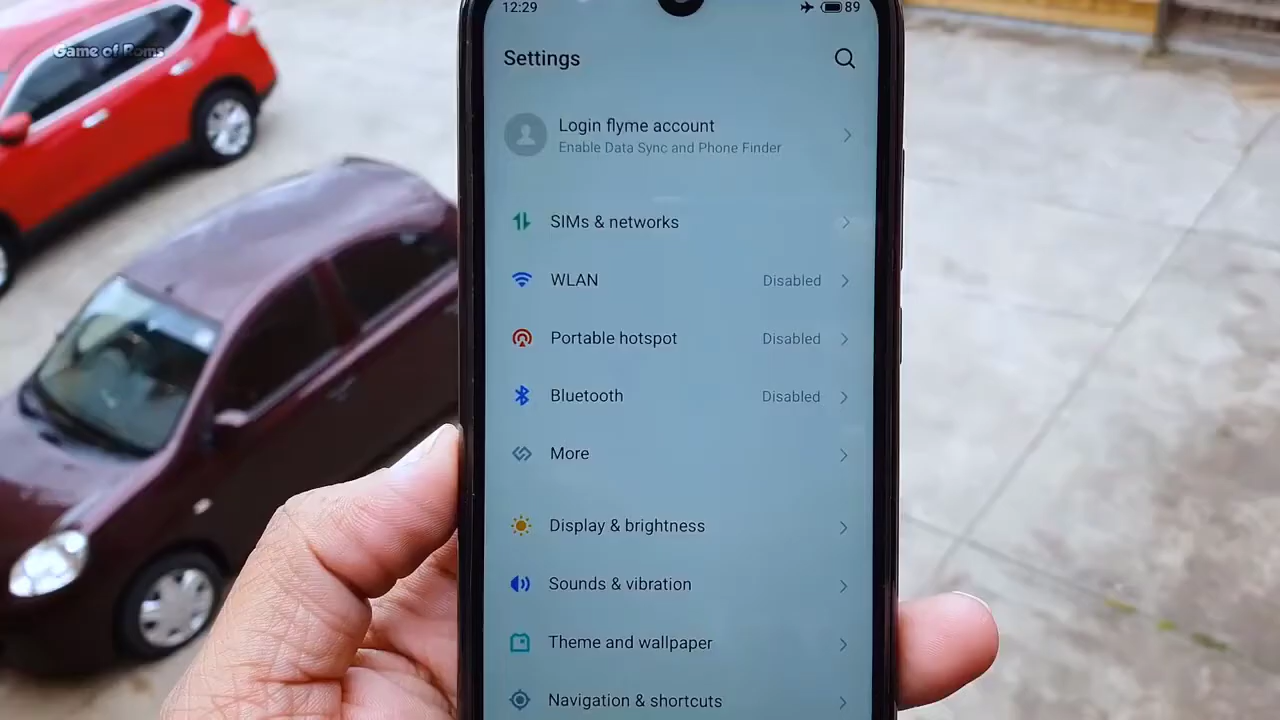 12:29
89
Game of Roms
Settings
Login flyme account
Enable Data Sync and Phone Finder
SIMs & networks
WLAN
Disabled
Portable hotspot
Disabled
Bluetooth
Disabled
More
Display & brightness
Sounds & vibration
Theme and wallpaper
Navigation & shortcuts